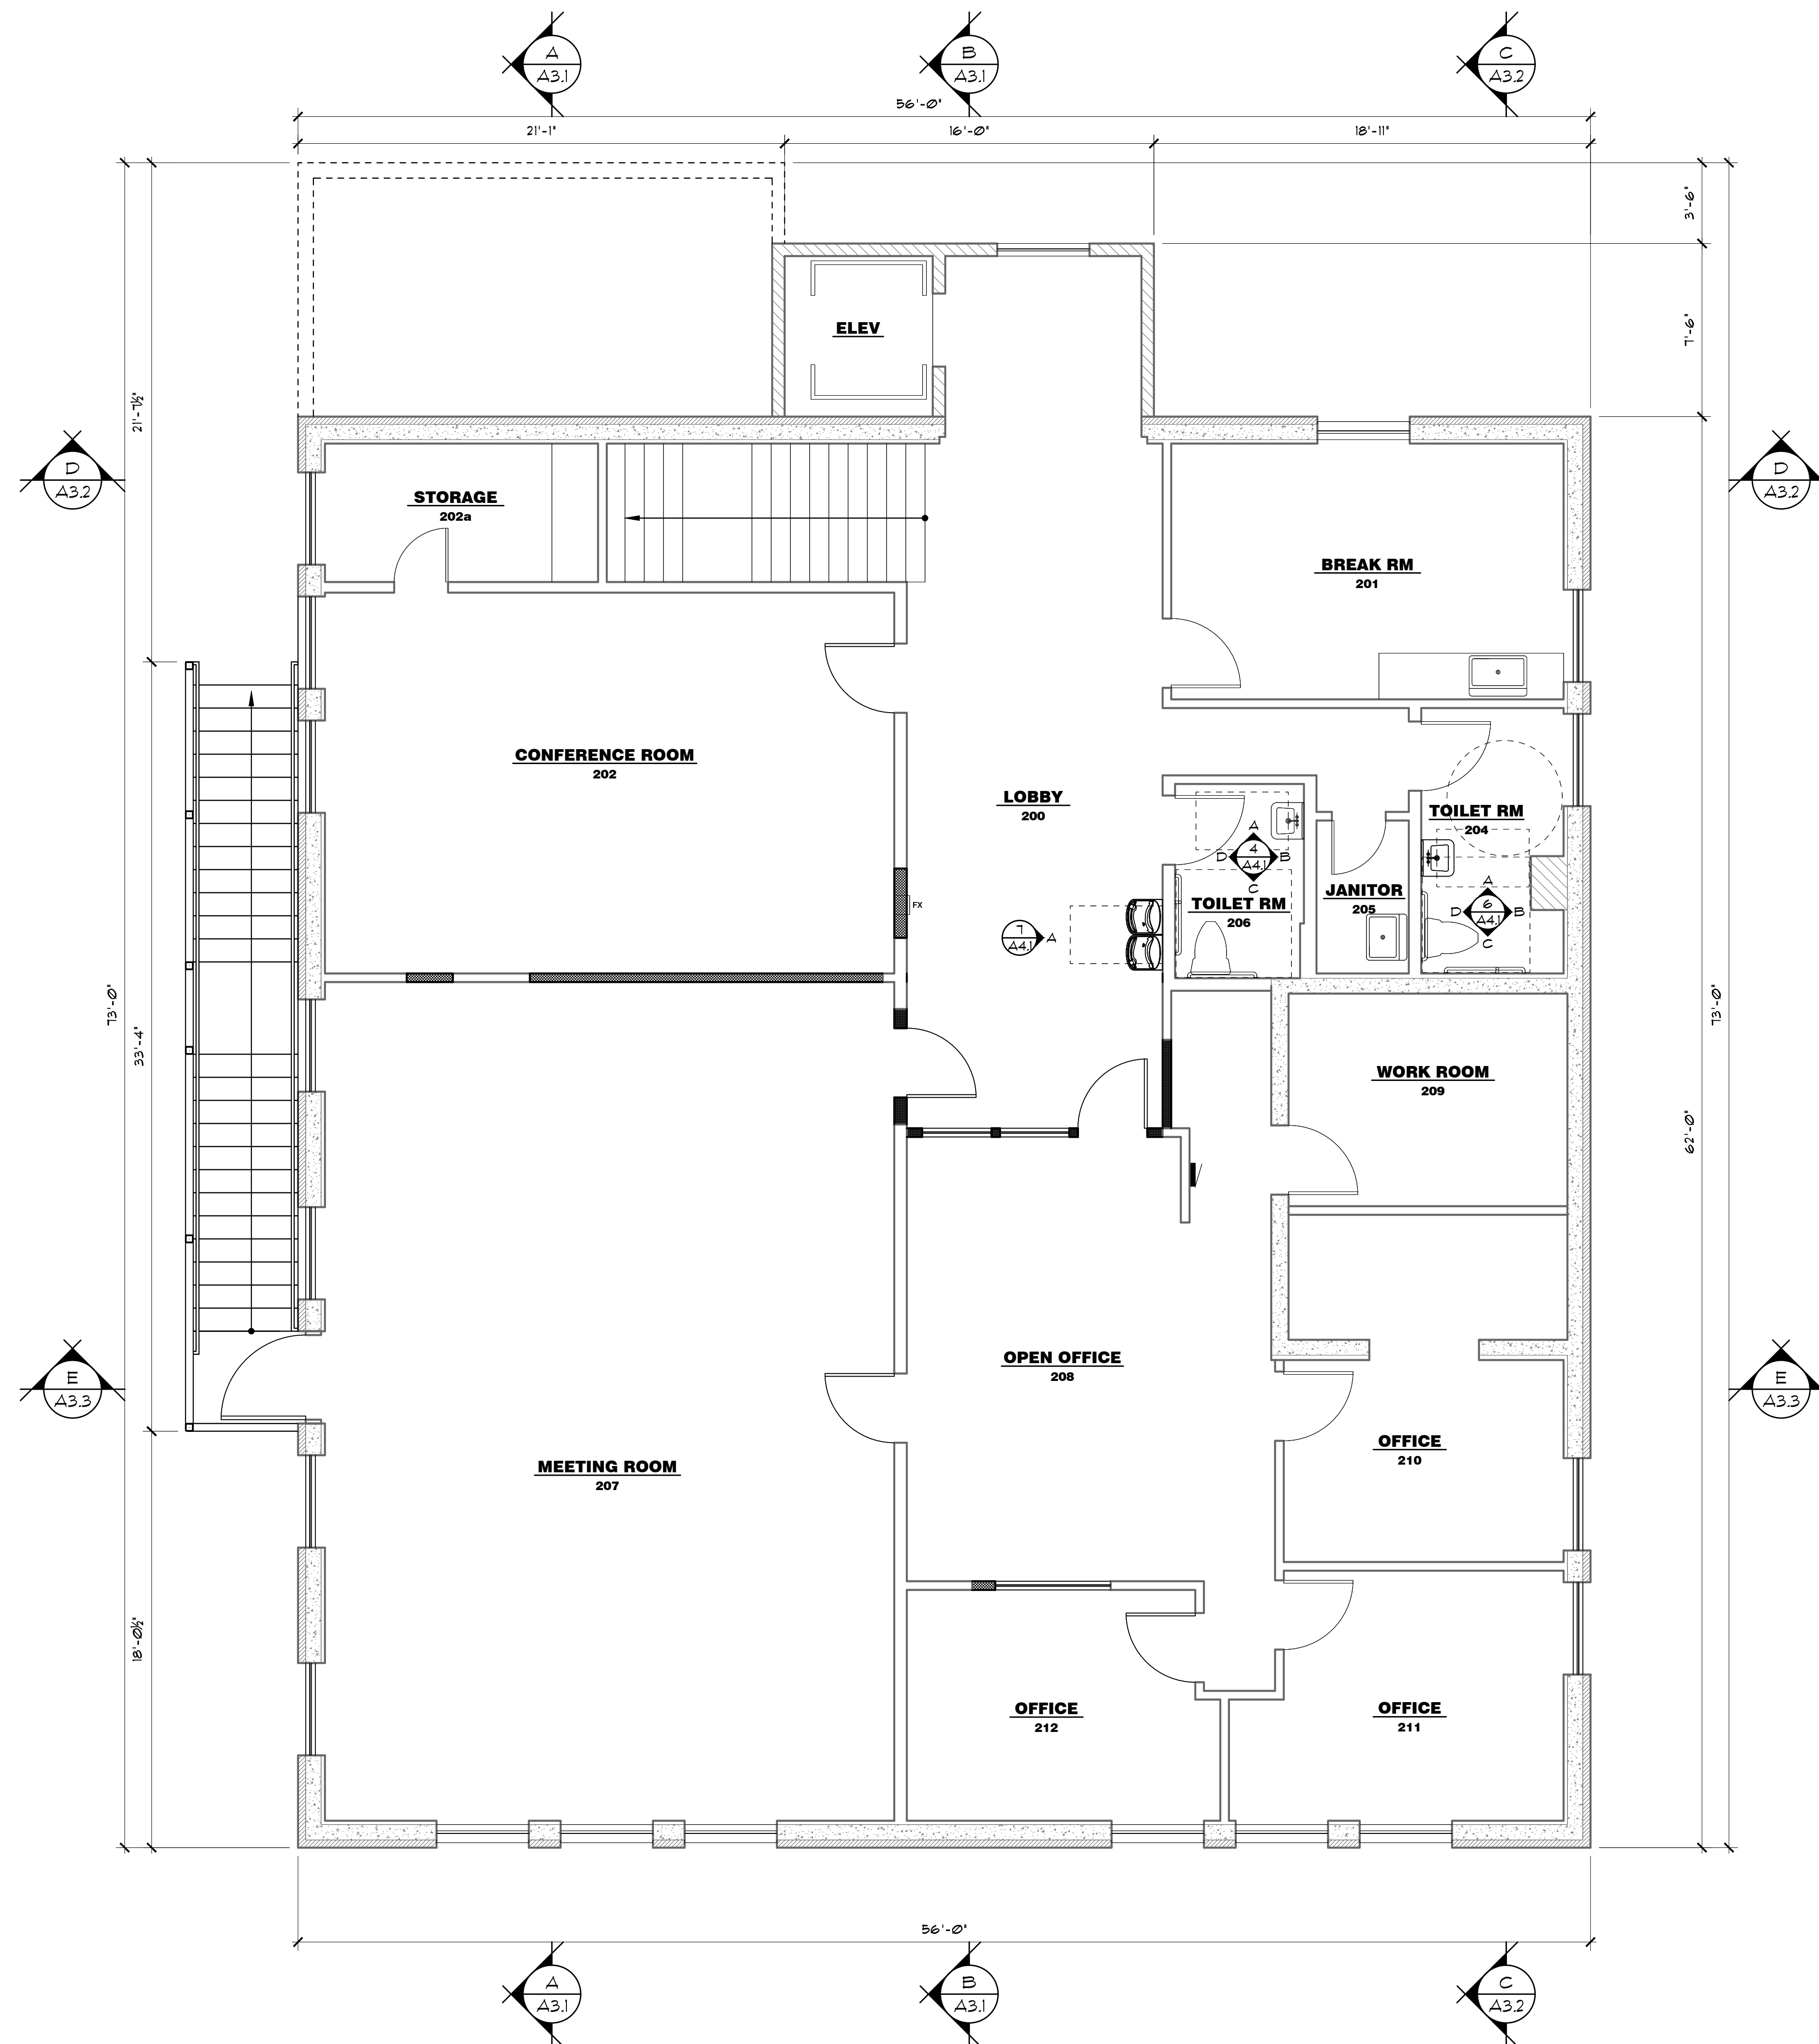 A
A3.1
B
A3.1
C
A3.2
56'-0"
21'-1"
16'-0"
18'-11"
3'-6"
7'-6"
ELEV
21'-7½"
D
A3.2
D
A3.2
STORAGE
202a
BREAK RM
201
CONFERENCE ROOM
202
LOBBY
200
TOILET RM
204
A
D
4
A4.1
B
C
JANITOR
205
TOILET RM
206
FX
A
D
6
A4.1
B
C
7
A4.1
A
73'-0"
33'-4"
73'-0"
62'-0"
WORK ROOM
209
OPEN OFFICE
208
E
A3.3
E
A3.3
OFFICE
210
MEETING ROOM
207
18'-0½"
OFFICE
212
OFFICE
211
56'-0"
A
A3.1
B
A3.1
C
A3.2